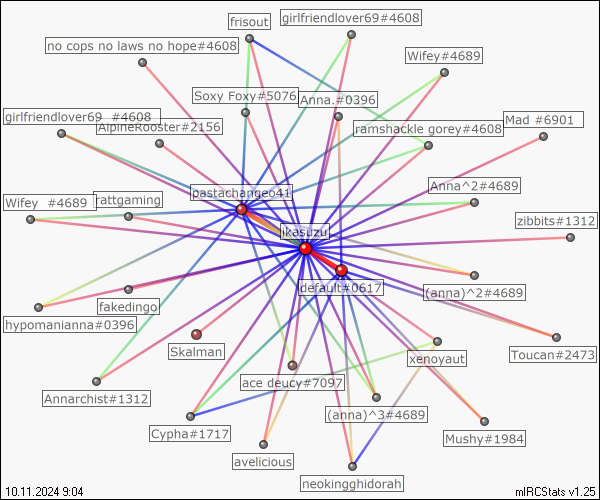 frisout
girlfriendlover69#4608
no cops no laws no hope#4608
Wifey#4689
Soxy Foxy#5076
Anna.#0396
girlfriendlover69_#4608
AlpineRooster#2156
ramshackle gorey#4608
Mad_#6901
bastachangeo41
Anna^2#4689
Wifey_#4689
rattgaming
zibbits#1312
ikasuzu
default#0617
(anna)^2#4689
fakedingo
hypomanianna#0396
Skalman
xenoyaut
Toucan#2473
ace deucy#7097
Annarchist#1312
(anna)^3#4689
Cypha#1717
Mushy#1984
avelicious
neokingghidorah
10.11.2024 9:04
mIRCStats v1.25